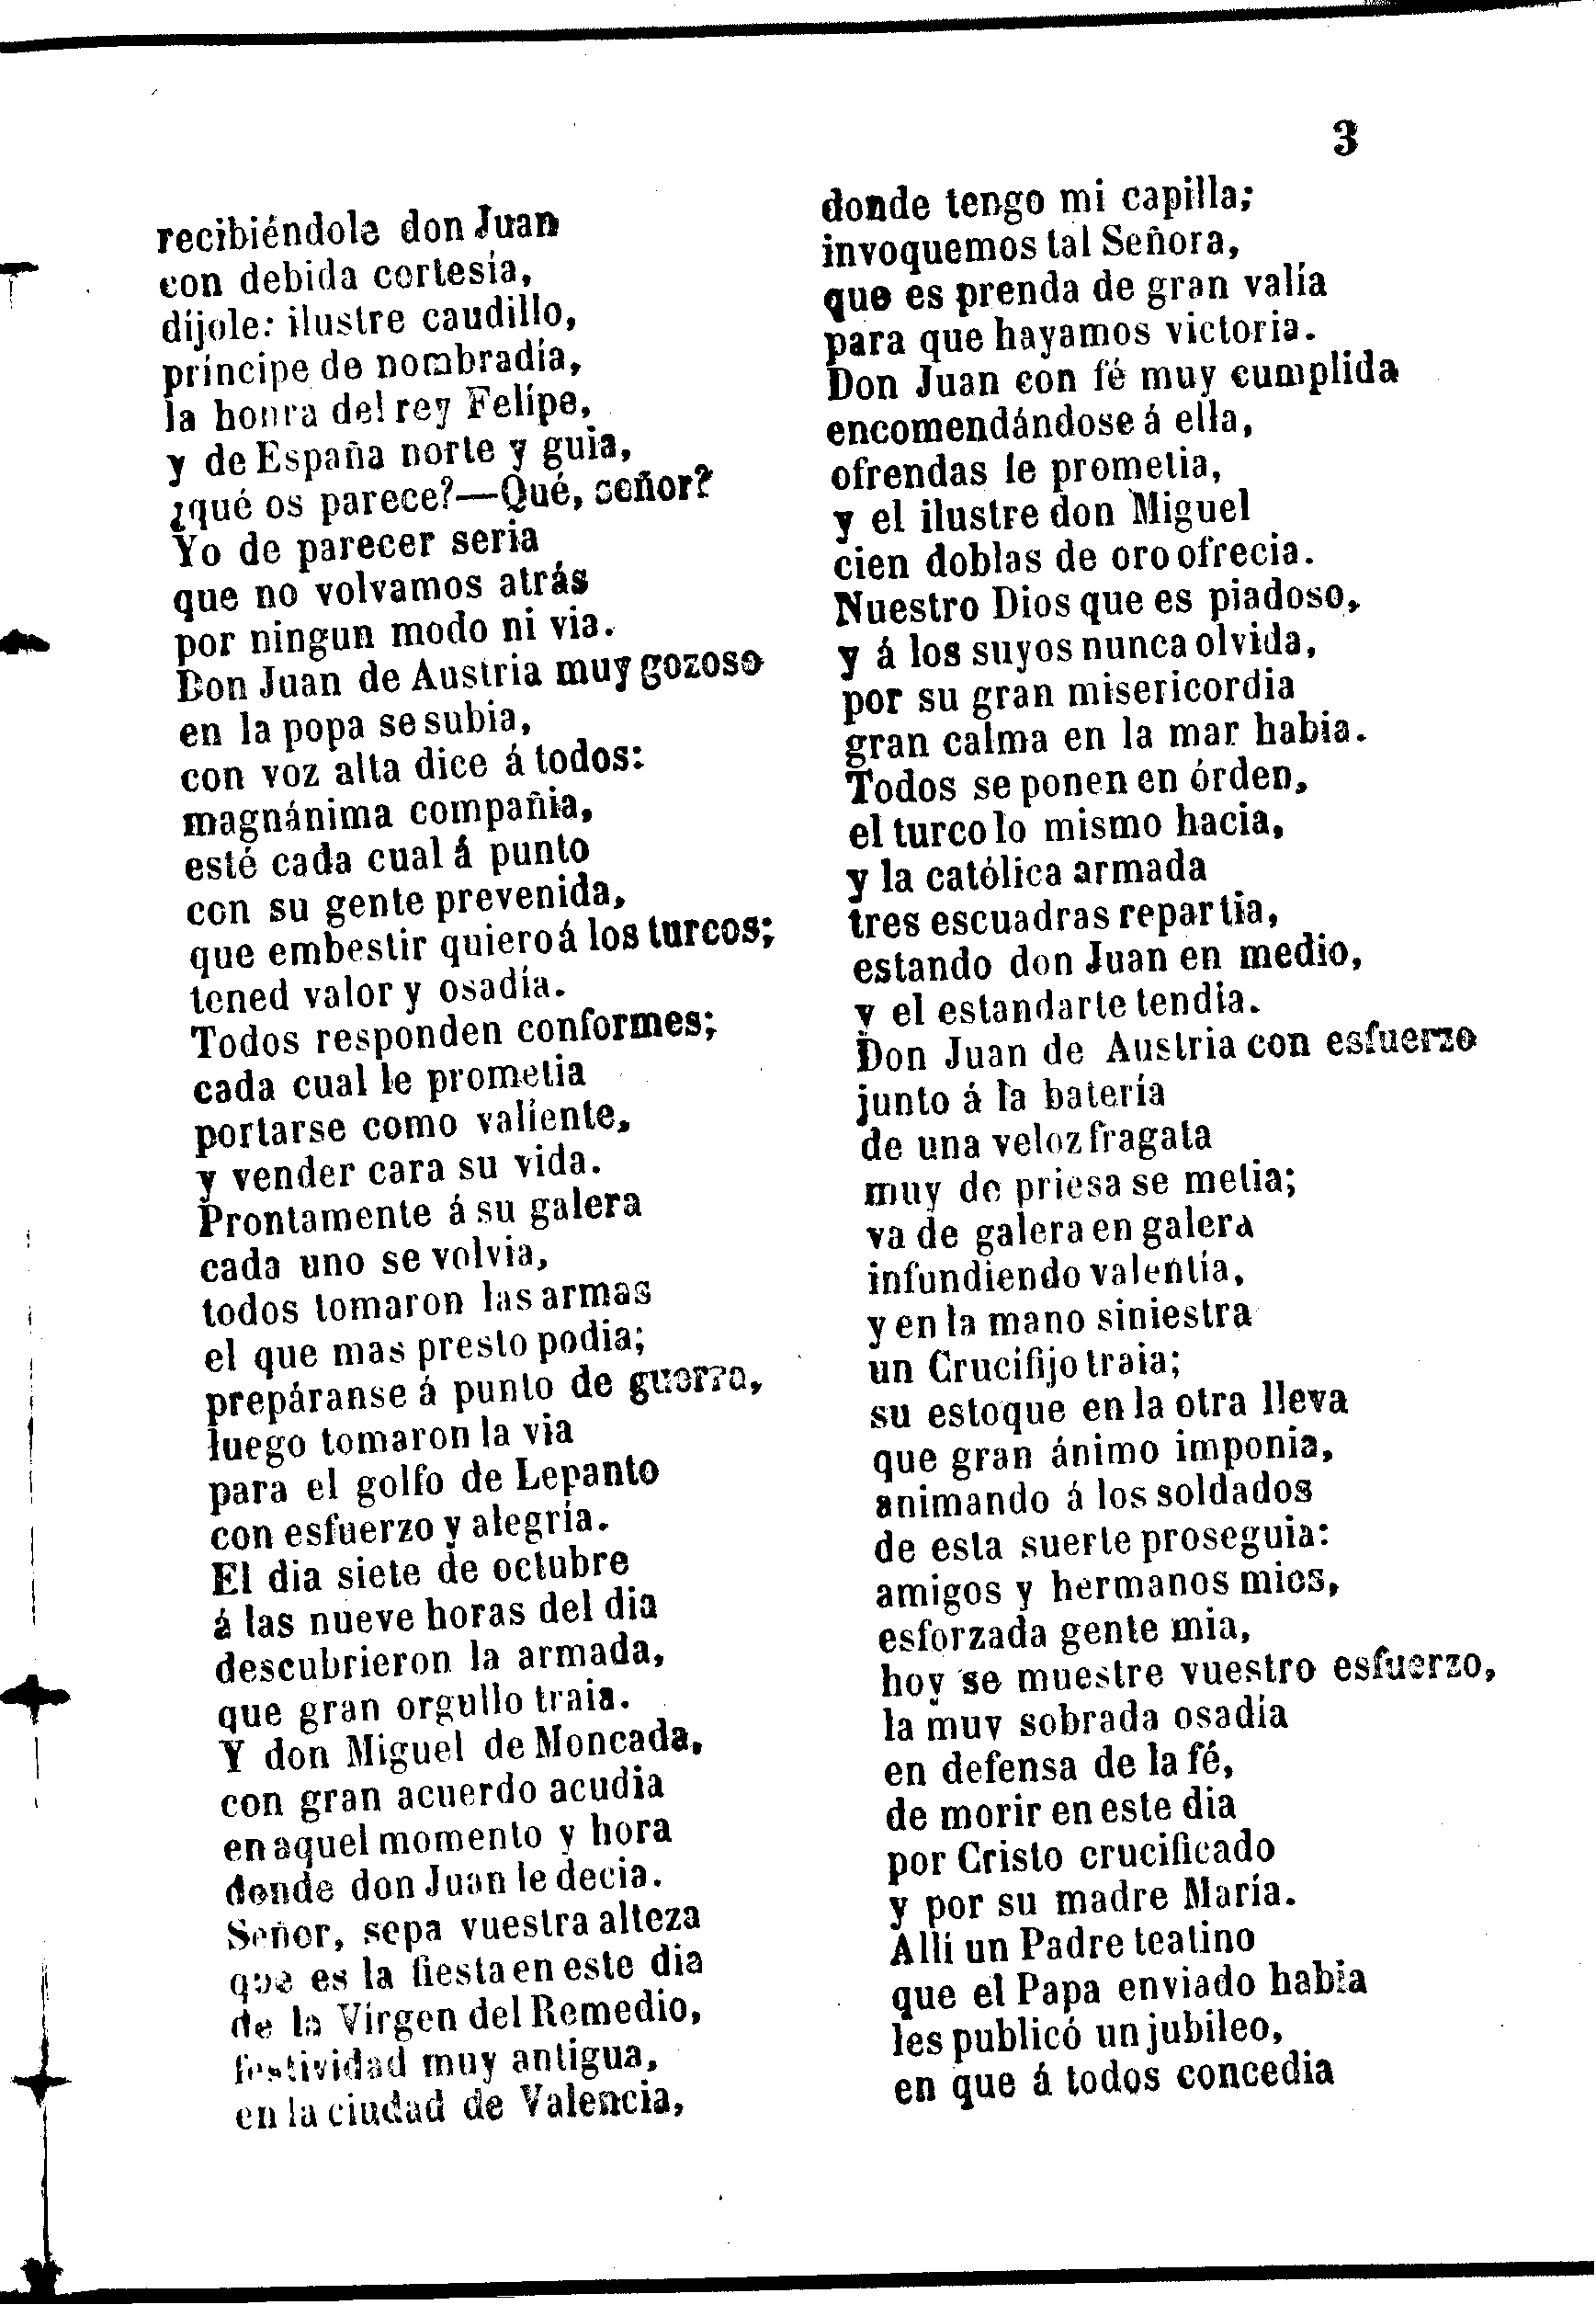 3
recibiéndole don Juan
con debida cortesía,
díjole: ilustre caudillo,
príncipe de nombradía,
la honra del rey Felipe,
y de España norte y guia,
¿qué os parece?—Qué, señor?
Yo de parecer seria
que no volvamos atrás
por ningun modo ni via.
Don Juan de Austria muy gozoso
en la popa se subia,
con voz alta dice á todos:
magnánima compañia,
esté cada cual á punto
con su gente prevenida,
que embestir quiero á los turcos;
tened valor y osadía.
Todos responden conformes;
cada cual le prometia
portarse como valiente,
y vender cara su vida.
Prontamente á su galera
cada uno se volvia,
todos tomaron las armas
el que mas presto podia;
prepáranse á punto de guerra,
luego tomaron la via
para el golfo de Lepanto
con esfuerzo y alegría.
El dia siete de octubre
á las nueve horas del dia
descubrieron la armada,
que gran orgullo traia.
Y don Miguel de Moncada,
con gran acuerdo acudia
en aquel momento y hora
donde don Juan le decia.
Señor, sepa vuestra alteza
que es la fiesta en este dia
de la Vírgen del Remedio,
festividad muy antigua,
en la ciudad de Valencia,
donde tengo mi capilla;
invoquemos tal Señora,
que es prenda de gran valía
para que hayamos victoria.
Don Juan con fé muy cumplida
encomendándose á ella,
ofrendas le prometia,
y el ilustre don Miguel
cien doblas de oro ofrecia.
Nuestro Dios que es piadoso,
y á los suyos nunca olvida,
por su gran misericordia
gran calma en la mar habia.
Todos se ponen en órden,
el turco lo mismo hacia,
y la católica armada
tres escuadras repartia,
estando don Juan en medio,
y el estandarte tendia.
Don Juan de Austria con esfuerzo
junto á la batería
de una veloz fragata
muy de priesa se metia;
va de galera en galera
infundiendo valentía,
y en la mano siniestra
un Crucifijo traia;
su estoque en la otra lleva
que gran ánimo imponia,
animando á los soldados
de esta suerte proseguia:
amigos y hermanos mios,
esforzada gente mia,
hoy se muestre vuestro esfuerzo,
la muy sobrada osadía
en defensa de la fé,
de morir en este dia
por Cristo crucificado
y por su madre María.
Allí un Padre teatino
que el Papa enviado habia
les publicó un jubileo,
en que á todos concedia